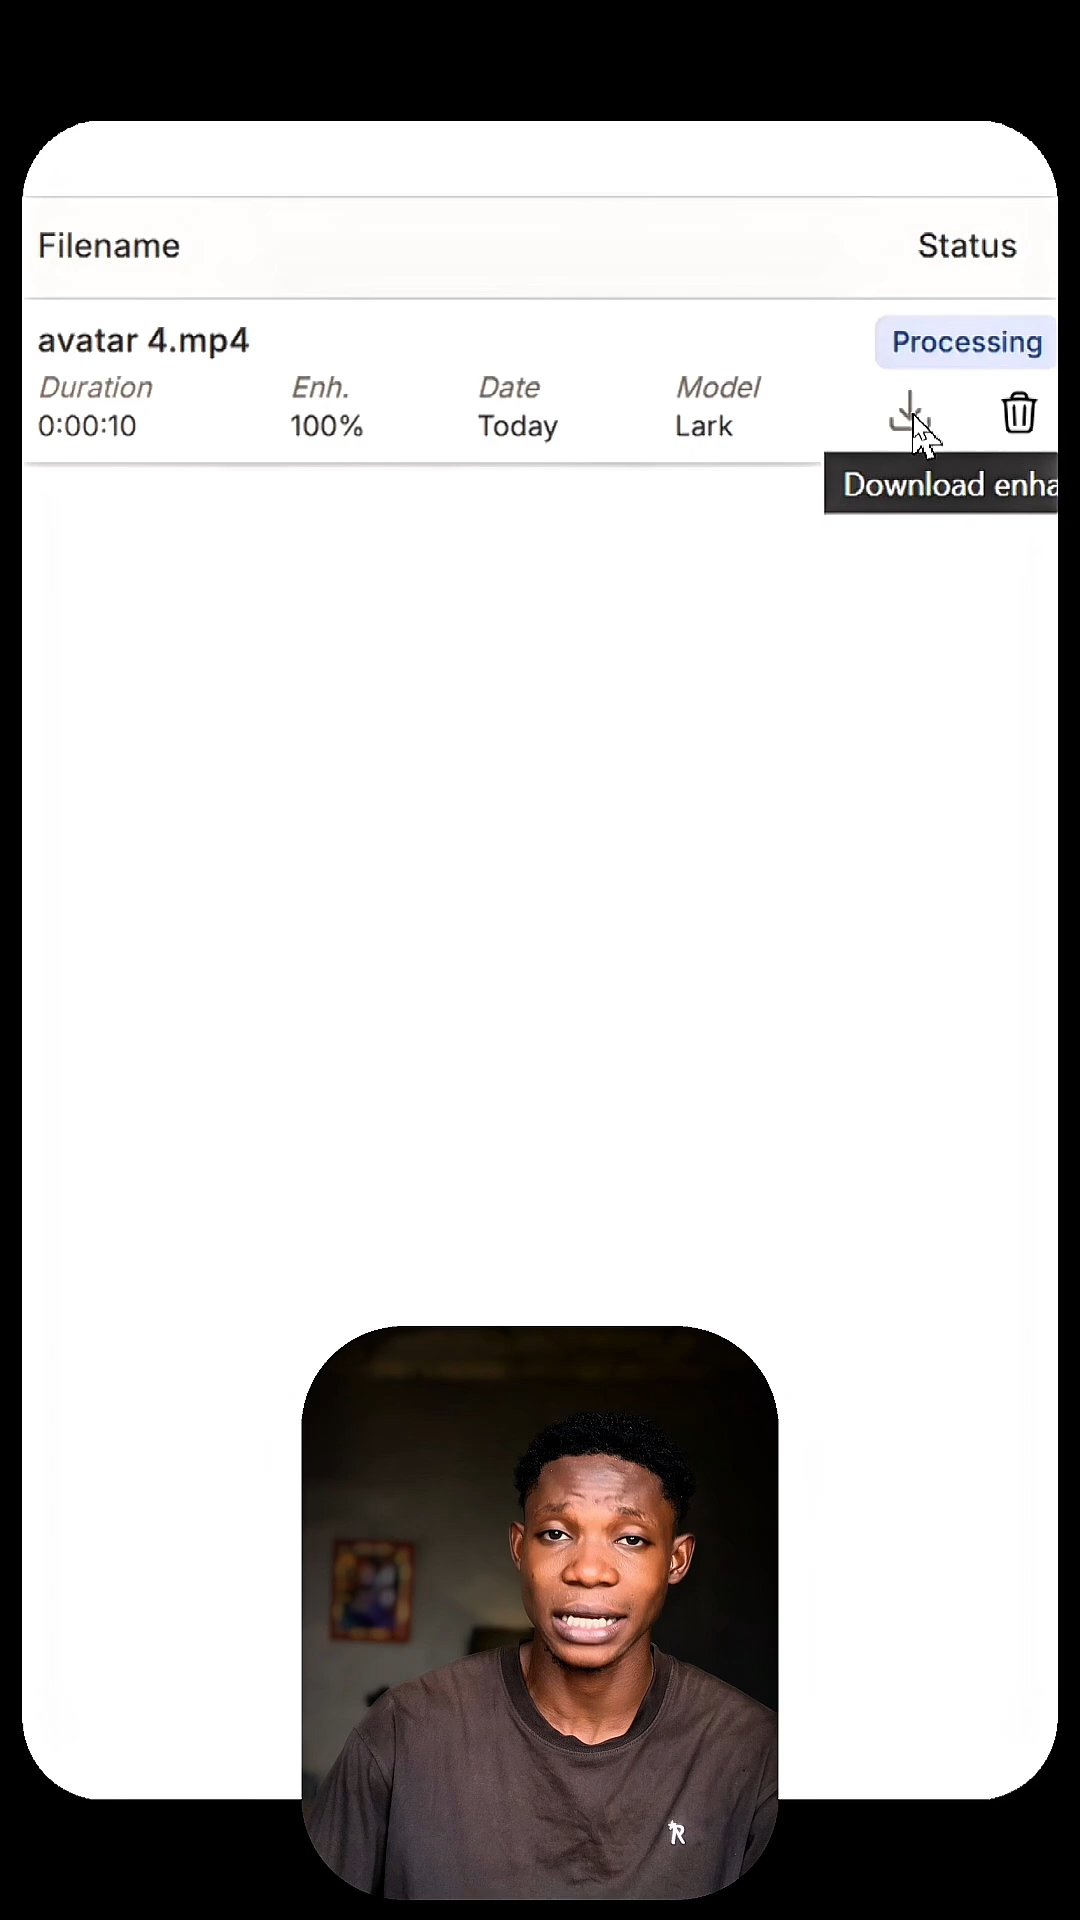 Filename Status
avatar 4.mp4 Processing
Duration Enh. Date Model
0:00:10 100% Today Lark
Download enha
R